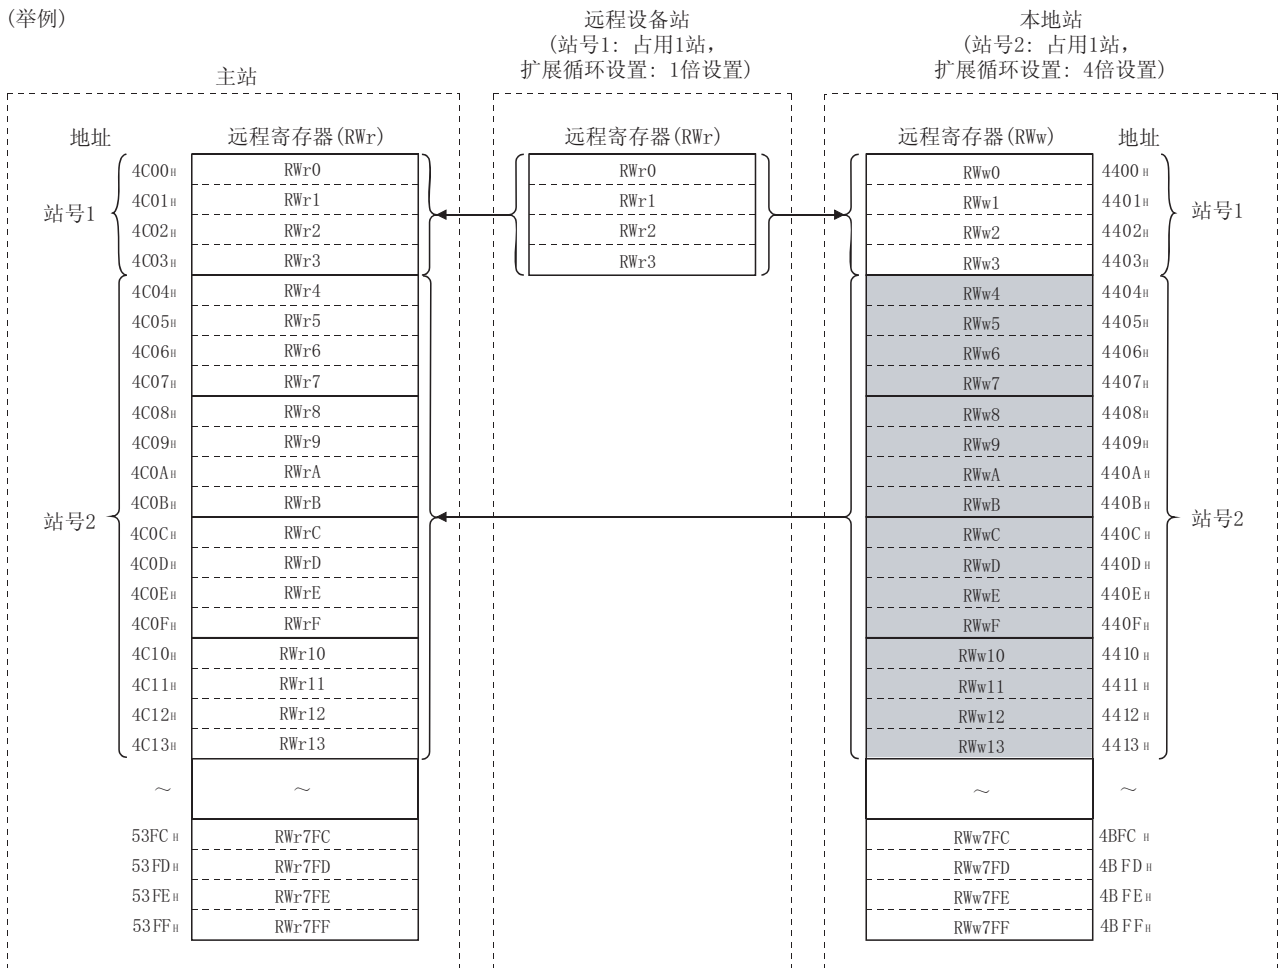 (举例)
远程设备站
(站号1: 占用1站,
扩展循环设置: 1倍设置)
本地站
(站号2: 占用1站,
扩展循环设置: 4倍设置)
主站
地址 远程寄存器(RWr) 远程寄存器(RWr) 远程寄存器(RWw) 地址
4C00H RWr0 RWr0 RWw0 4400H
4C01H RWr1 RWr1 RWw1 4401H
站号1 站号1
4C02H RWr2 RWr2 RWw2 4402H
4C03H RWr3 RWr3 RWw3 4403H
4C04H RWr4 RWw4 4404H
4C05H RWr5 RWw5 4405H
4C06H RWr6 RWw6 4406H
4C07H RWr7 RWw7 4407H
4C08H RWr8 RWw8 4408H
4C09H RWr9 RWw9 4409H
4C0AH RWrA RWwA 440AH
4C0BH RWrB RWwB 440BH
站号2 站号2
4C0CH RWrC RWwC 440CH
4C0DH RWrD RWwD 440DH
4C0EH RWrE RWwE 440EH
4C0FH RWrF RWwF 440FH
4C10H RWr10 RWw10 4410H
4C11H RWr11 RWw11 4411H
4C12H RWr12 RWw12 4412H
4C13H RWr13 RWw13 4413H
～ ～ ～ ～
53FCH RWr7FC RWw7FC 4BFCH
53FDH RWr7FD RWw7FD 4BFDH
53FEH RWr7FE RWw7FE 4BFEH
53FFH RWr7FF RWw7FF 4BFFH